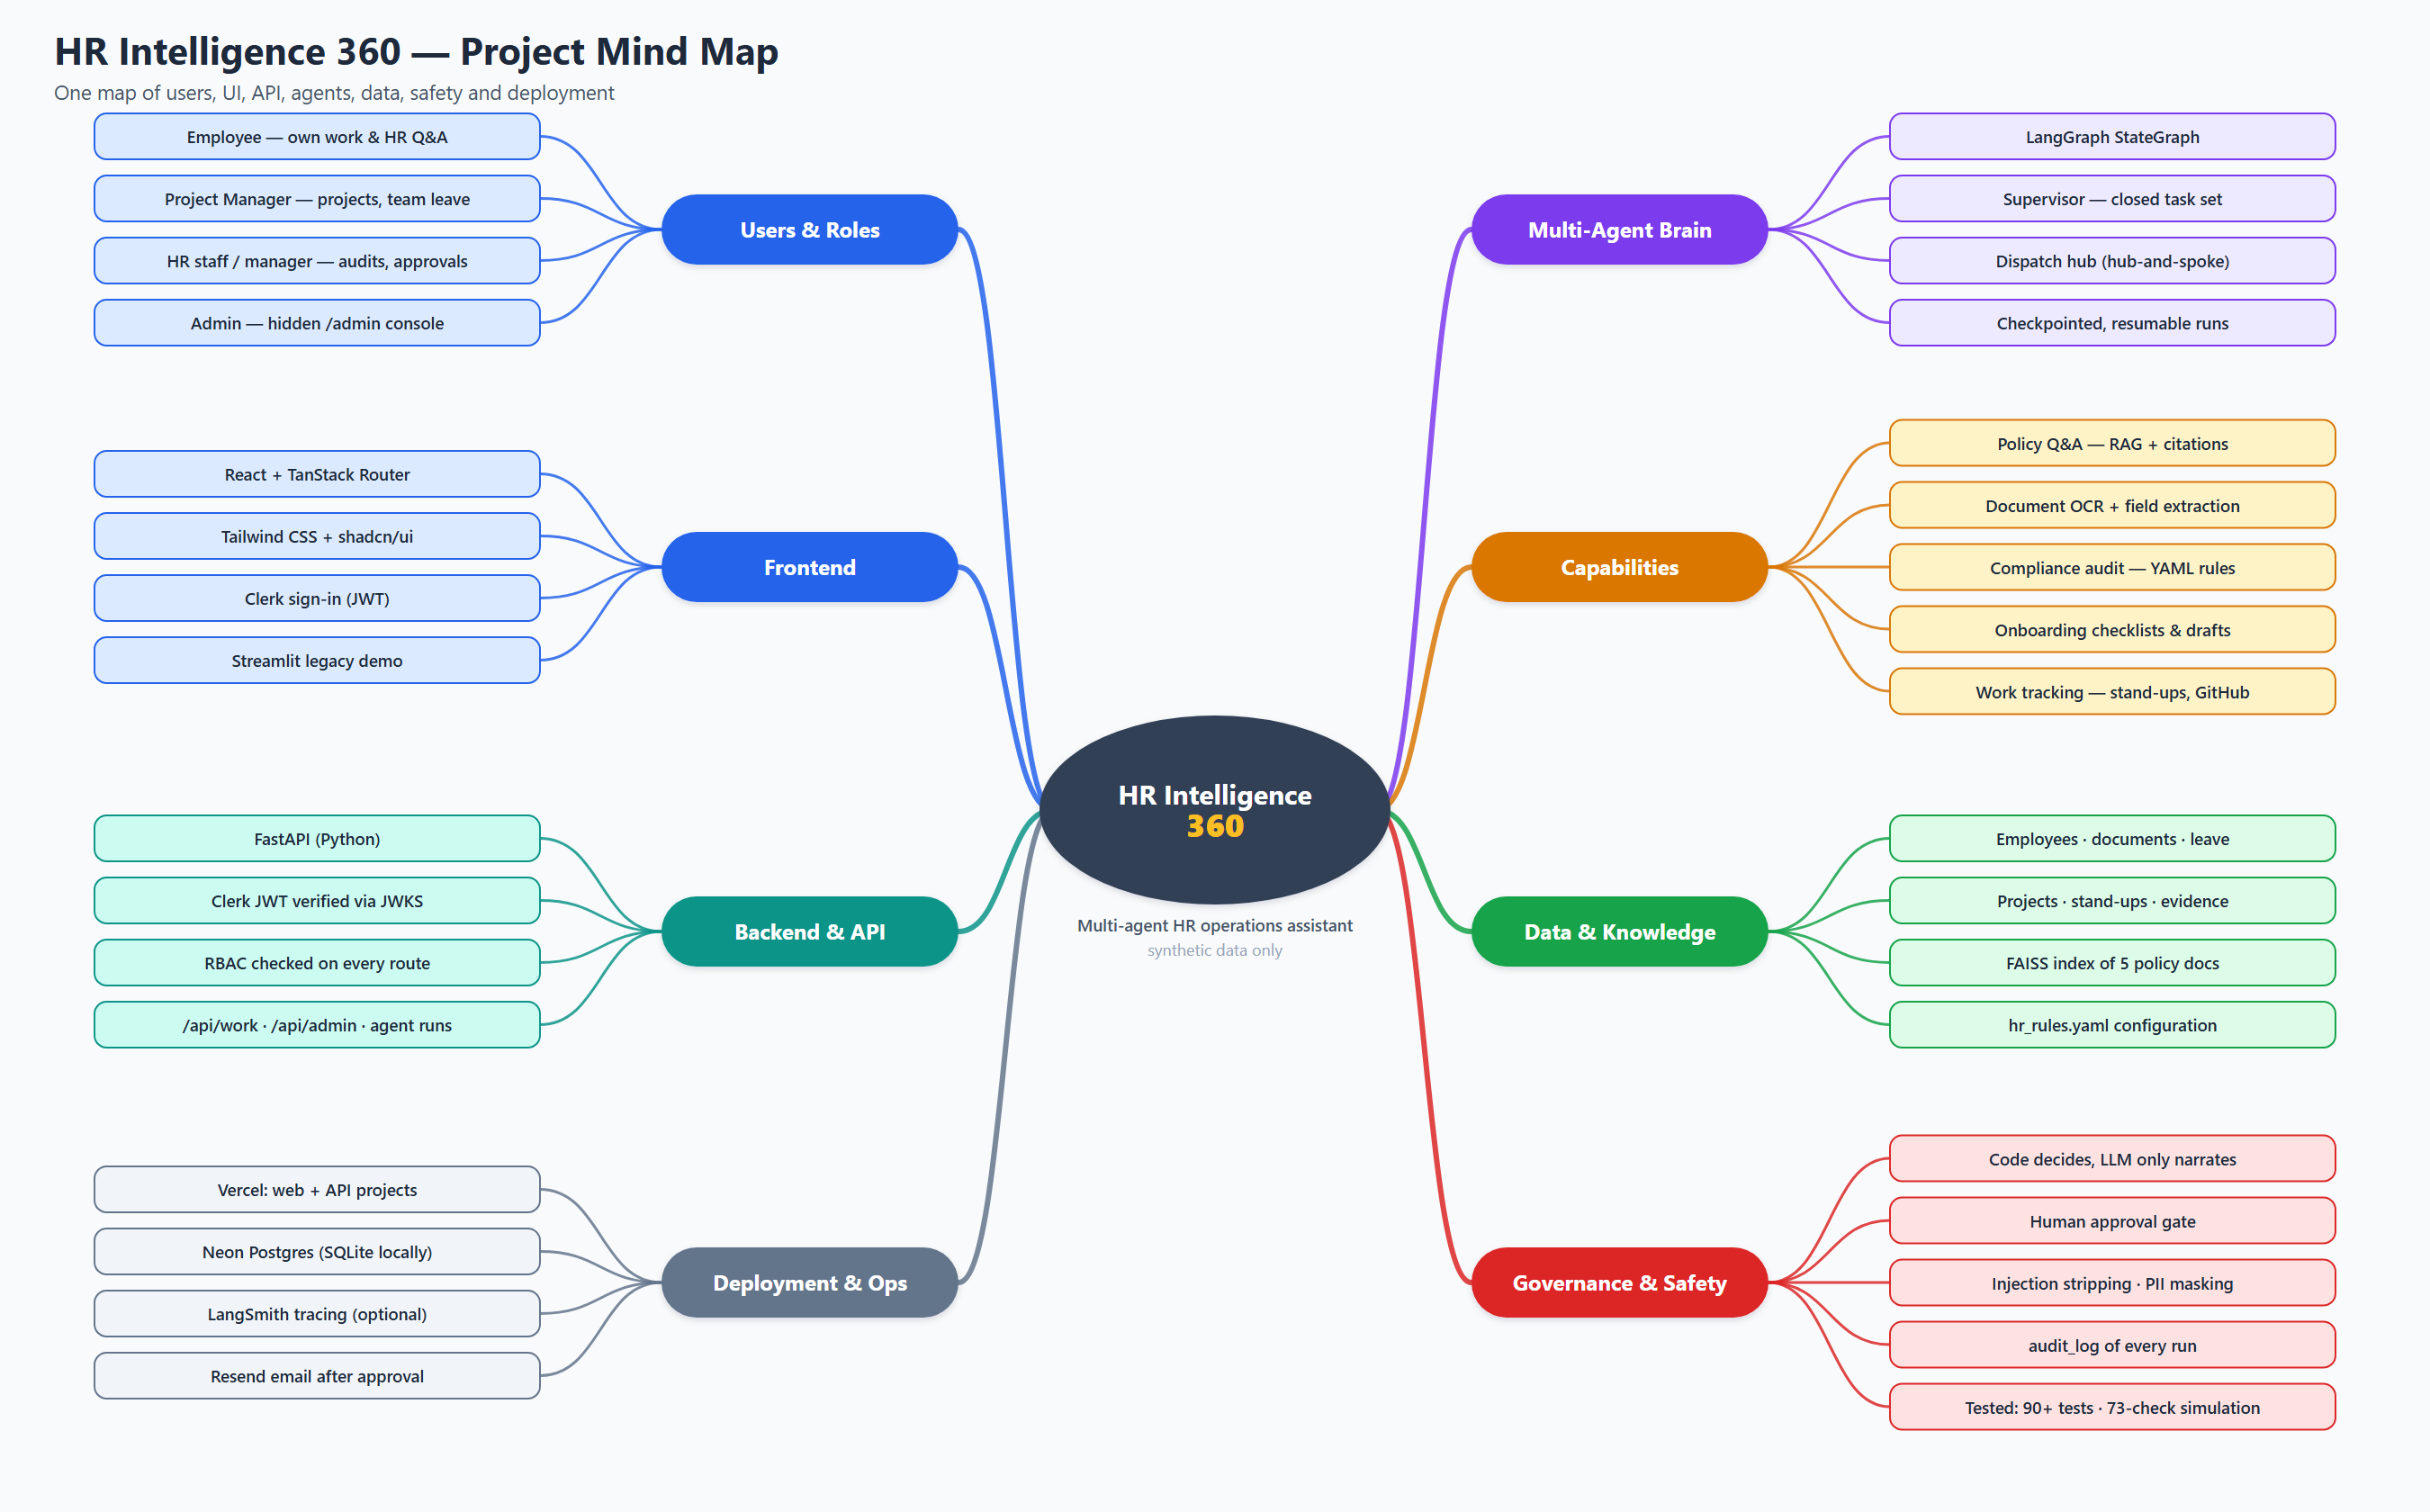 HR Intelligence 360 — Project Mind Map
One map of users, UI, API, agents, data, safety and deployment
Employee — own work & HR Q&A
Project Manager — projects, team leave
HR staff / manager — audits, approvals
Admin — hidden /admin console
Users & Roles
React + TanStack Router
Tailwind CSS + shadcn/ui
Clerk sign-in (JWT)
Streamlit legacy demo
Frontend
FastAPI (Python)
Clerk JWT verified via JWKS
RBAC checked on every route
/api/work · /api/admin · agent runs
Backend & API
Vercel: web + API projects
Neon Postgres (SQLite locally)
LangSmith tracing (optional)
Resend email after approval
Deployment & Ops
HR Intelligence
360
Multi-agent HR operations assistant
synthetic data only
Multi-Agent Brain
LangGraph StateGraph
Supervisor — closed task set
Dispatch hub (hub-and-spoke)
Checkpointed, resumable runs
Capabilities
Policy Q&A — RAG + citations
Document OCR + field extraction
Compliance audit — YAML rules
Onboarding checklists & drafts
Work tracking — stand-ups, GitHub
Data & Knowledge
Employees · documents · leave
Projects · stand-ups · evidence
FAISS index of 5 policy docs
hr_rules.yaml configuration
Governance & Safety
Code decides, LLM only narrates
Human approval gate
Injection stripping · PII masking
audit_log of every run
Tested: 90+ tests · 73-check simulation